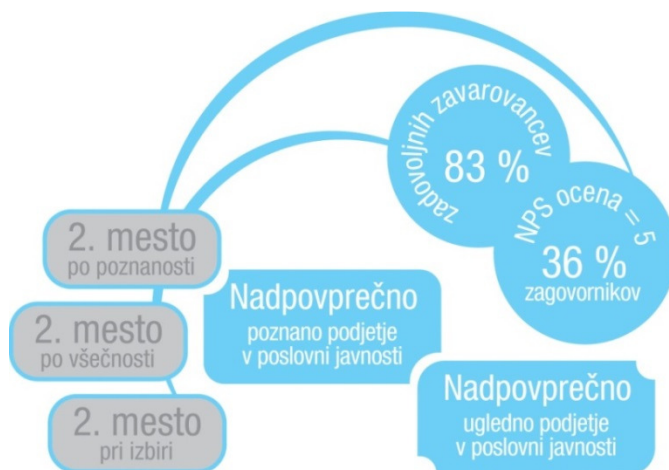 zadovoljnih zavarovancev
83 %
NPS ocena = 5
36 %
zagovornikov
2. mesto
po poznanosti
2. mesto
po všečnosti
2. mesto
pri izbiri
Nadpovprečno
poznano podjetje
v poslovni javnosti
Nadpovprečno
ugledno podjetje
v poslovni javnosti